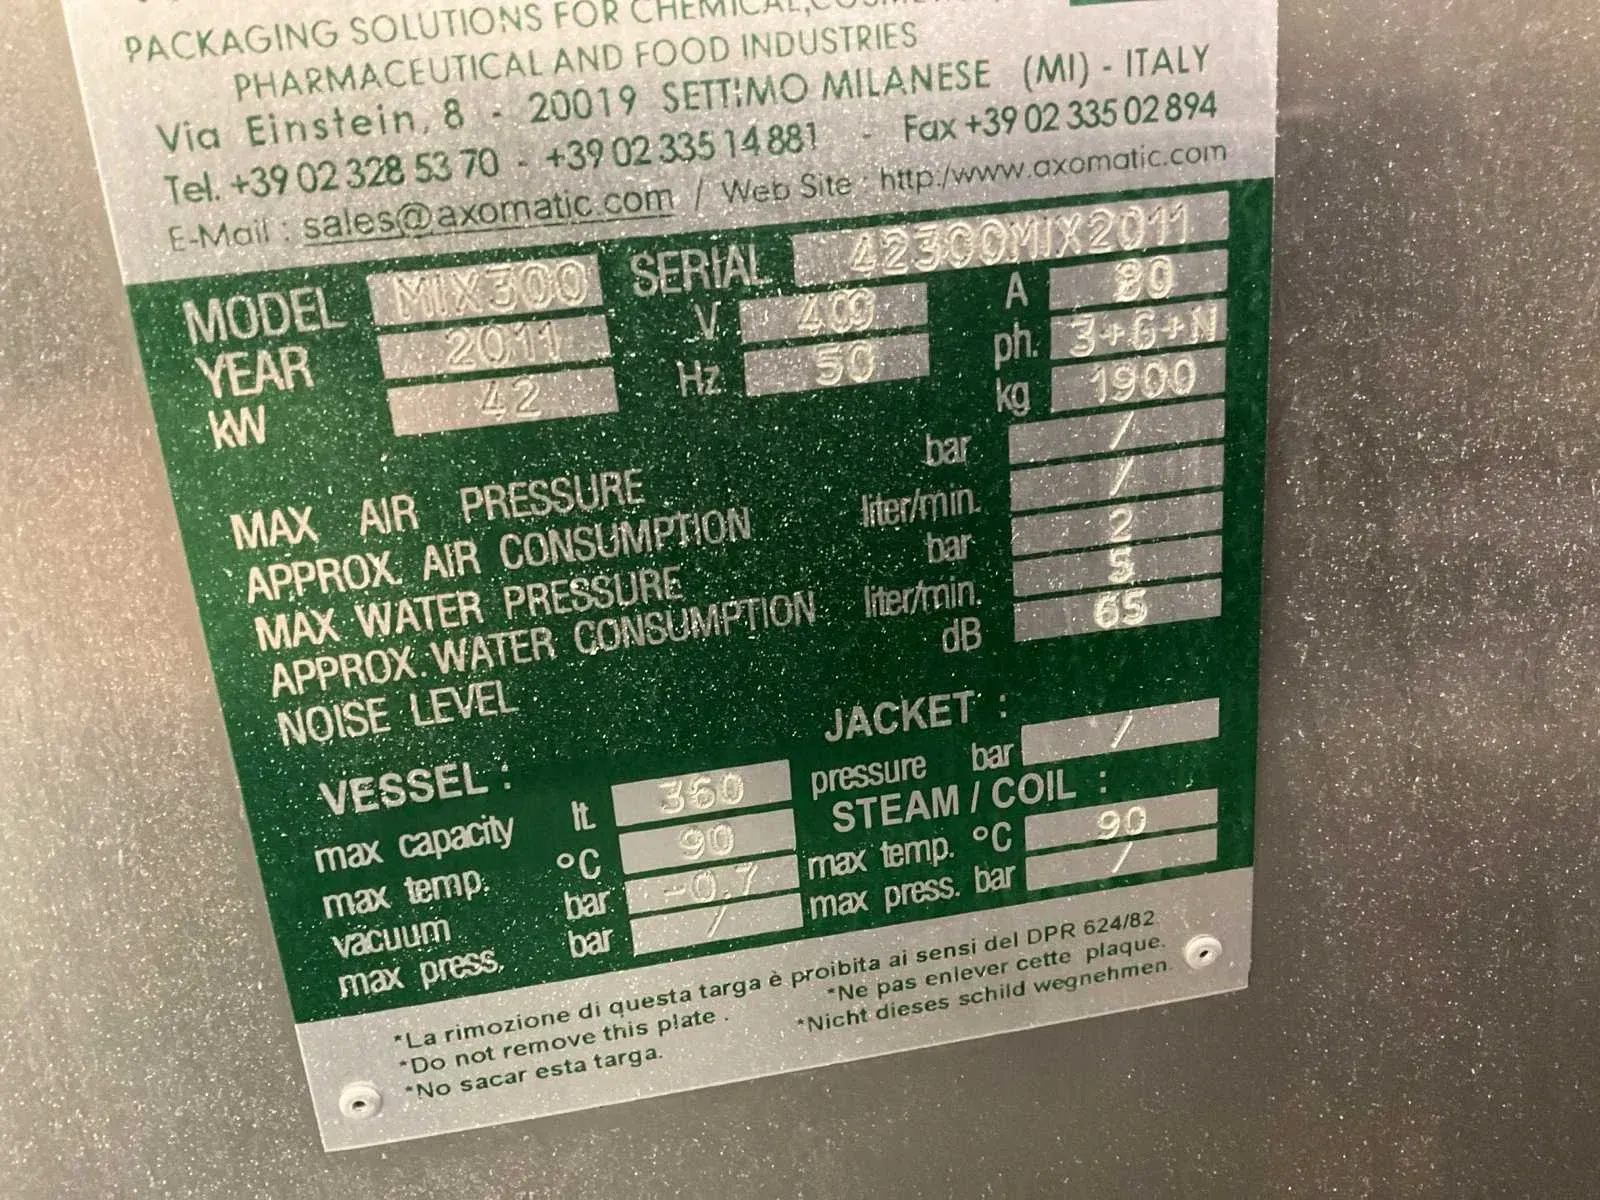 PACKAGING SOLUTIONS FOR CHEMICAL,
PHARMACEUTICAL AND FOOD INDUSTRIES
Via Einstein, 8 - 20019 SETTIMO MILANESE (MI) - ITALY
Tel. +39 02 328 53 70 - +39 02 335 14 881 - Fax +39 02 335 02 894
E-Mail : sales@axomatic.com / Web Site : http:/www.axomatic.com
MODEL MIX300 SERIAL 42300MIX2011
YEAR 2011 V 400 A 80
kW 42 Hz 50 ph. 3+G+N
kg 1900
MAX AIR PRESSURE bar /
APPROX. AIR CONSUMPTION liter/min. /
MAX WATER PRESSURE bar 2
APPROX. WATER CONSUMPTION liter/min. 5
NOISE LEVEL dB 65
VESSEL : JACKET :
max capacity lt. 360 pressure bar /
STEAM / COIL :
max temp. °C 90 max temp. °C 90
vacuum bar -0.7 max press. bar /
max press. bar /
*La rimozione di questa targa è proibita ai sensi del DPR 624/82
*Do not remove this plate . *Ne pas enlever cette plaque.
*No sacar esta targa. *Nicht dieses schild wegnehmen.